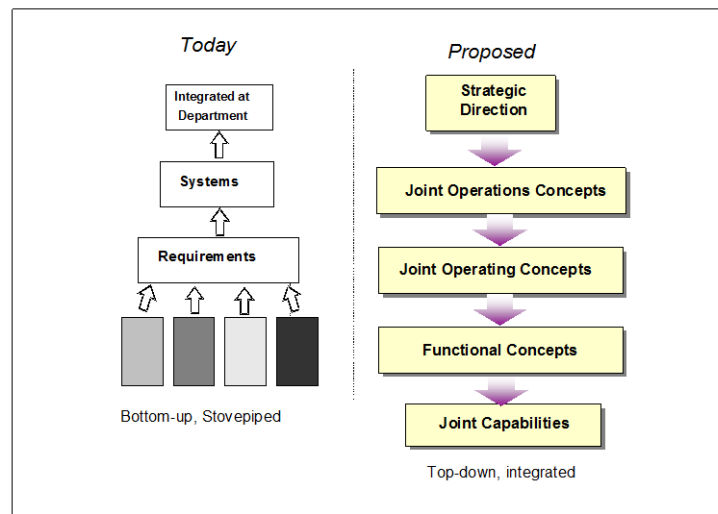 Today
Integrated at
Department
Systems
Requirements
Bottom-up, Stovepiped
Proposed
Strategic
Direction
Joint Operations Concepts
Joint Operating Concepts
Functional Concepts
Joint Capabilities
Top-down, integrated